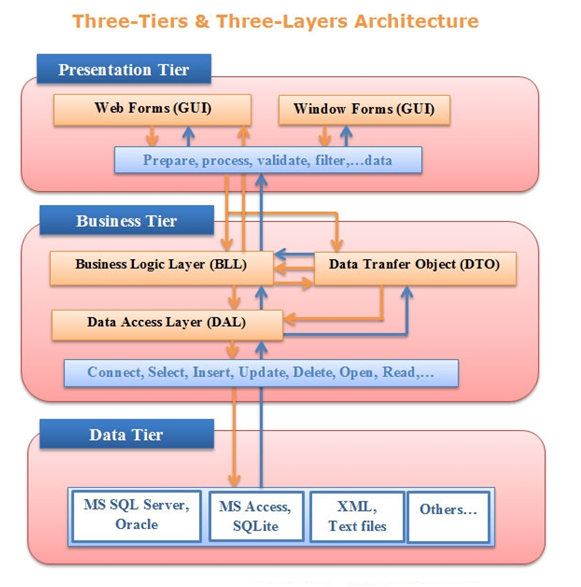 Three-Tiers & Three-Layers Architecture
Presentation Tier
Web Forms (GUI)
Window Forms (GUI)
Prepare, process, validate, filter,...data
Business Tier
Business Logic Layer (BLL)
Data Tranfer Object (DTO)
Data Access Layer (DAL)
Connect, Select, Insert, Update, Delete, Open, Read,...
Data Tier
MS SQL Server,
Oracle
MS Access,
SQLite
XML,
Text files
Others...